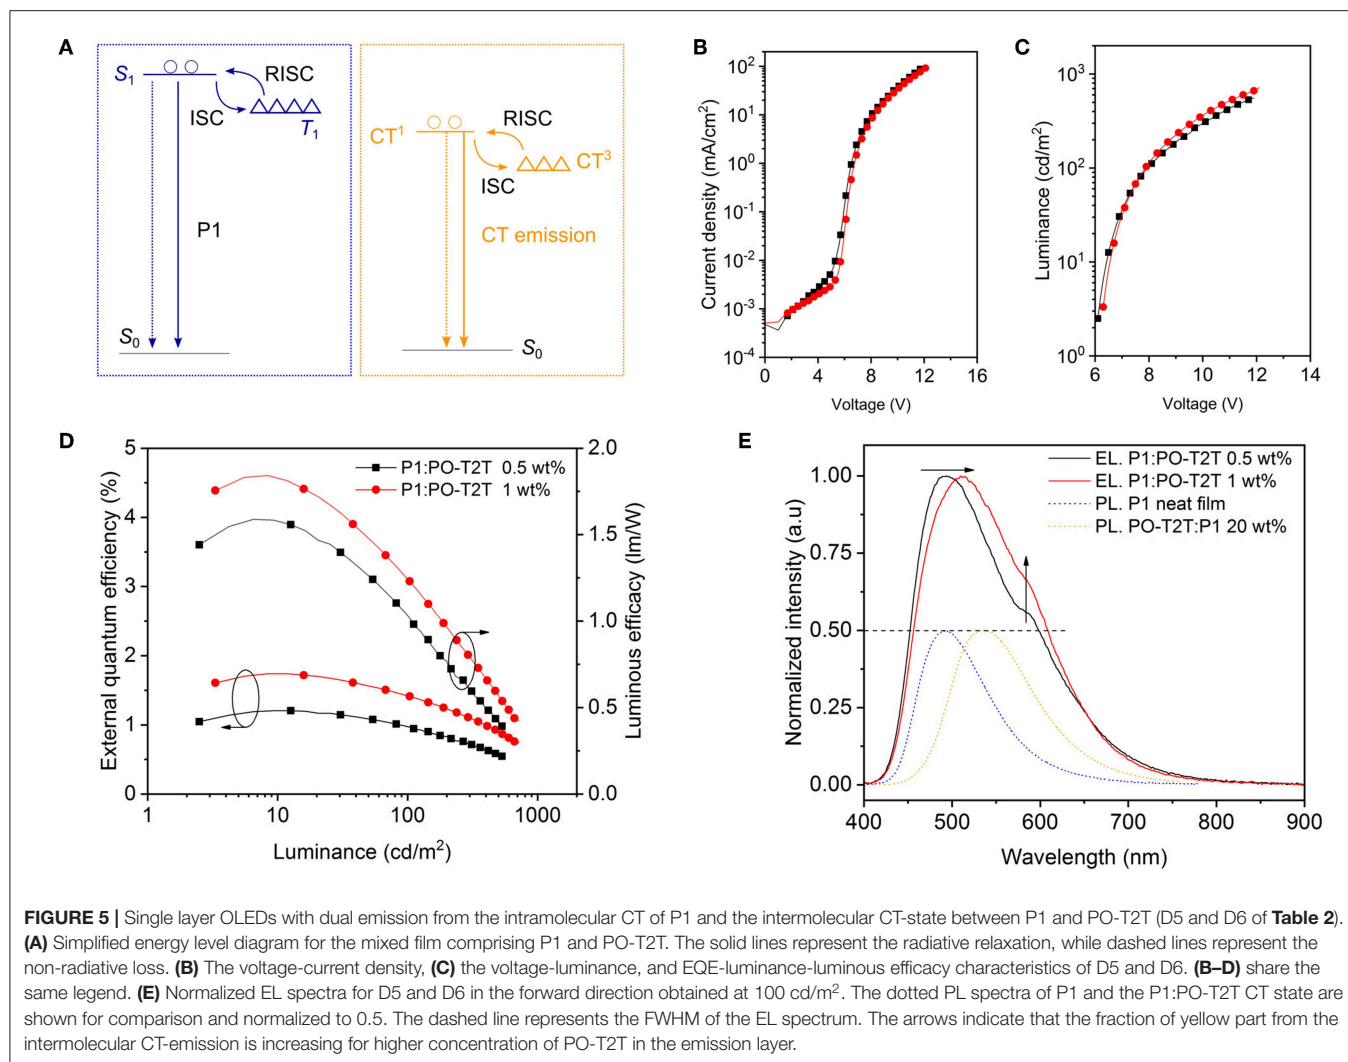 A
S1
RISC
ISC
T1
P1
S0
CT1
RISC
CT3
ISC
CT emission
S0
B
Current density (mA/cm2)
102
101
100
10-1
10-2
10-3
10-4
0 4 8 12 16
Voltage (V)
C
Luminance (cd/m2)
103
102
101
100
6 8 10 12 14
Voltage (V)
D
External quantum efficiency (%)
5
4
3
2
1
0
P1:PO-T2T 0.5 wt%
P1:PO-T2T 1 wt%
2.0
1.5
1.0
0.5
0.0
Luminous efficacy (lm/W)
1 10 100 1000
Luminance (cd/m2)
E
Normalized intensity (a.u)
1.00
0.75
0.50
0.25
0.00
EL. P1:PO-T2T 0.5 wt%
EL. P1:PO-T2T 1 wt%
PL. P1 neat film
PL. PO-T2T:P1 20 wt%
400 500 600 700 800 900
Wavelength (nm)
FIGURE 5 | Single layer OLEDs with dual emission from the intramolecular CT of P1 and the intermolecular CT-state between P1 and PO-T2T (D5 and D6 of Table 2).
(A) Simplified energy level diagram for the mixed film comprising P1 and PO-T2T. The solid lines represent the radiative relaxation, while dashed lines represent the
non-radiative loss. (B) The voltage-current density, (C) the voltage-luminance, and EQE-luminance-luminous efficacy characteristics of D5 and D6. (B–D) share the
same legend. (E) Normalized EL spectra for D5 and D6 in the forward direction obtained at 100 cd/m2. The dotted PL spectra of P1 and the P1:PO-T2T CT state are
shown for comparison and normalized to 0.5. The dashed line represents the FWHM of the EL spectrum. The arrows indicate that the fraction of yellow part from the
intermolecular CT-emission is increasing for higher concentration of PO-T2T in the emission layer.